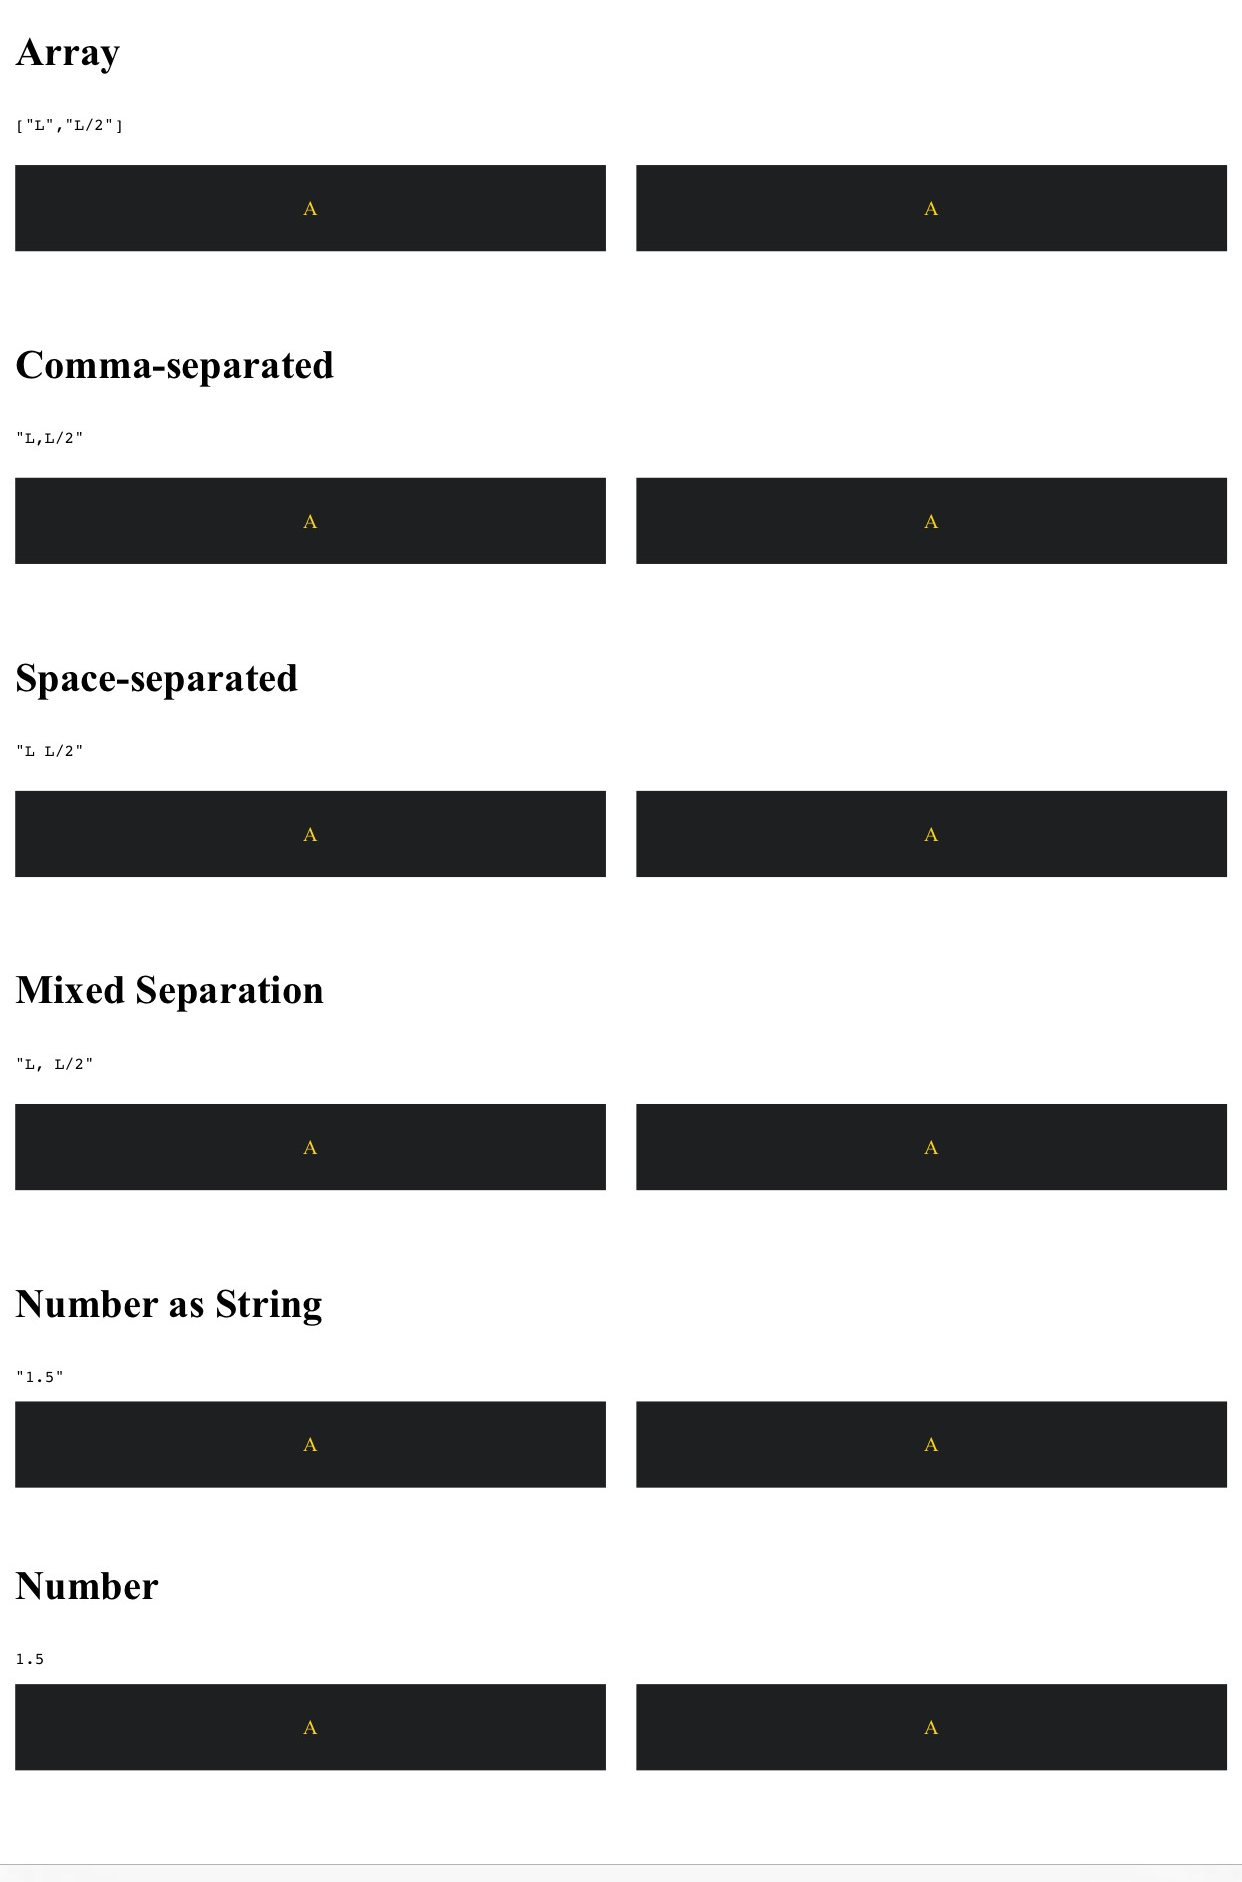 Array
["L","L/2"]
A A
Comma-separated
"L,L/2"
A A
Space-separated
"L L/2"
A A
Mixed Separation
"L, L/2"
A A
Number as String
"1.5"
A A
Number
1.5
A A